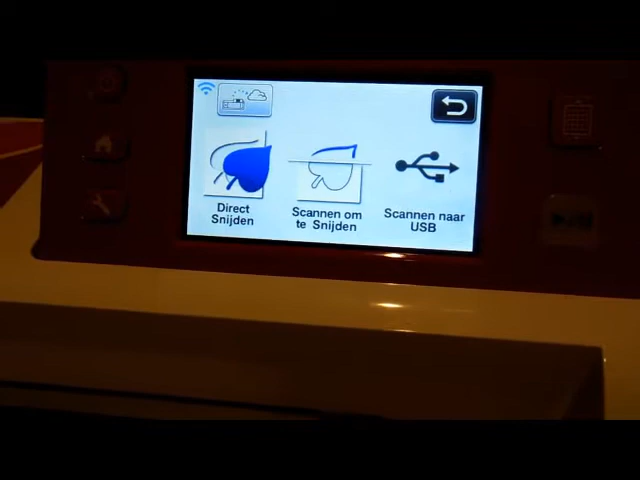 Direct
Snijden
Scannen om
te Snijden
Scannen naar
USB